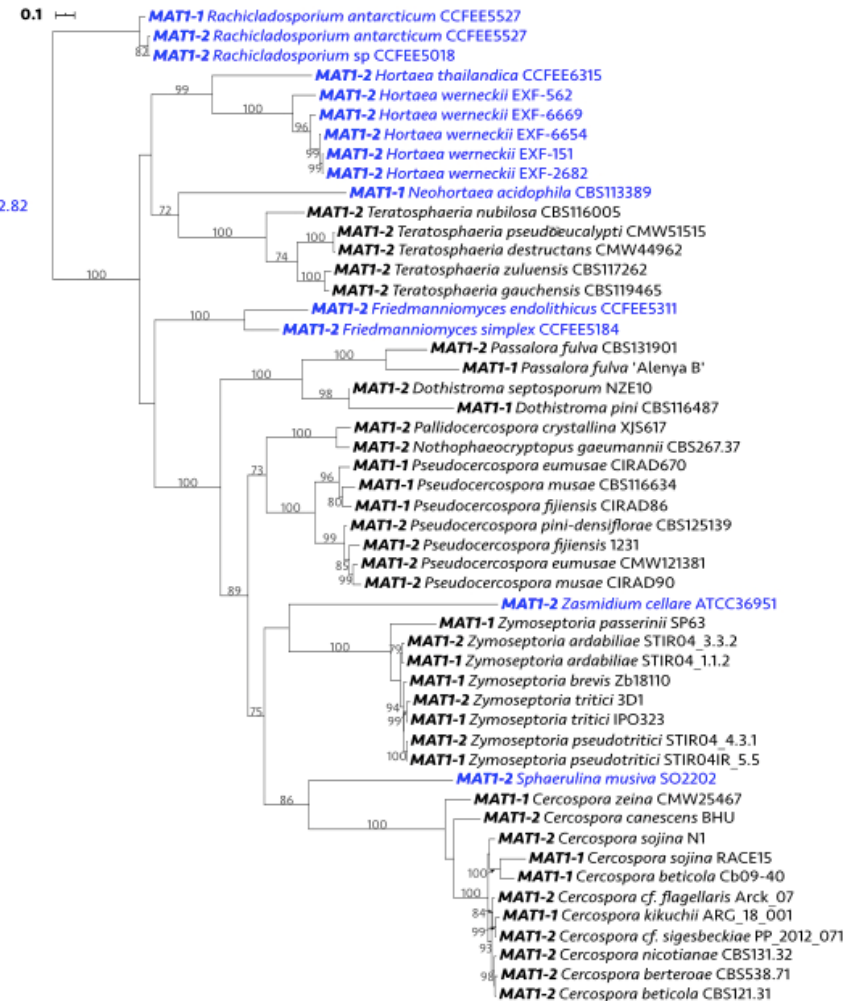 0.1
MAT1-1 Rachicladosporium antarcticum CCFEE5527
MAT1-2 Rachicladosporium antarcticum CCFEE5527
82
MAT1-2 Rachicladosporium sp CCFEE5018
MAT1-2 Hortaea thailandica CCFEE6315
99
MAT1-2 Hortaea werneckii EXF-562
100
MAT1-2 Hortaea werneckii EXF-6669
96
MAT1-2 Hortaea werneckii EXF-6654
99
MAT1-2 Hortaea werneckii EXF-151
99
MAT1-2 Hortaea werneckii EXF-2682
MAT1-1 Neohortaea acidophila CBS113389
2.82
72
MAT1-2 Teratosphaeria nubilosa CBS116005
100
100
MAT1-2 Teratosphaeria pseudoeucalypti CMW51515
MAT1-2 Teratosphaeria destructans CMW44962
74
MAT1-2 Teratosphaeria zuluensis CBS117262
100
100
MAT1-2 Teratosphaeria gauchensis CBS119465
MAT1-2 Friedmanniomyces endolithicus CCFEE5311
100
MAT1-2 Friedmanniomyces simplex CCFEE5184
MAT1-2 Passalora fulva CBS131901
100
MAT1-1 Passalora fulva 'Alenya B'
100
MAT1-2 Dothistroma septosporum NZE10
98
MAT1-1 Dothistroma pini CBS116487
MAT1-2 Pallidocercospora crystallina XJS617
100
MAT1-2 Nothophaeocryptopus gaeumannii CBS267.37
MAT1-1 Pseudocercospora eumusae CIRAD670
73
96
100
MAT1-1 Pseudocercospora musae CBS116634
80
100
MAT1-1 Pseudocercospora fijiensis CIRAD86
MAT1-2 Pseudocercospora pini-densiflorae CBS125139
99
MAT1-2 Pseudocercospora fijiensis 1231
85
MAT1-2 Pseudocercospora eumusae CMW121381
99
MAT1-2 Pseudocercospora musae CIRAD90
89
MAT1-2 Zasmidium cellare ATCC36951
MAT1-1 Zymoseptoria passerinii SP63
100
79
MAT1-2 Zymoseptoria ardabiliae STIR04_3.3.2
MAT1-1 Zymoseptoria ardabiliae STIR04_1.1.2
MAT1-1 Zymoseptoria brevis Zb18110
MAT1-2 Zymoseptoria tritici 3D1
94
75
99
MAT1-1 Zymoseptoria tritici IPO323
MAT1-2 Zymoseptoria pseudotritici STIR04_4.3.1
100
MAT1-1 Zymoseptoria pseudotritici STIR04IR_5.5
MAT1-2 Sphaerulina musiva SO2202
86
MAT1-1 Cercospora zeina CMW25467
MAT1-2 Cercospora canescens BHU
100
MAT1-2 Cercospora sojina N1
MAT1-1 Cercospora sojina RACE15
100
MAT1-1 Cercospora beticola Cb09-40
100
MAT1-2 Cercospora cf. flagellaris Arck_07
84
MAT1-1 Cercospora kikuchii ARG_18_001
99
MAT1-2 Cercospora cf. sigesbeckiae PP_2012_071
93
MAT1-2 Cercospora nicotianae CBS131.32
98
MAT1-2 Cercospora berteroae CBS538.71
MAT1-2 Cercospora beticola CBS121.31